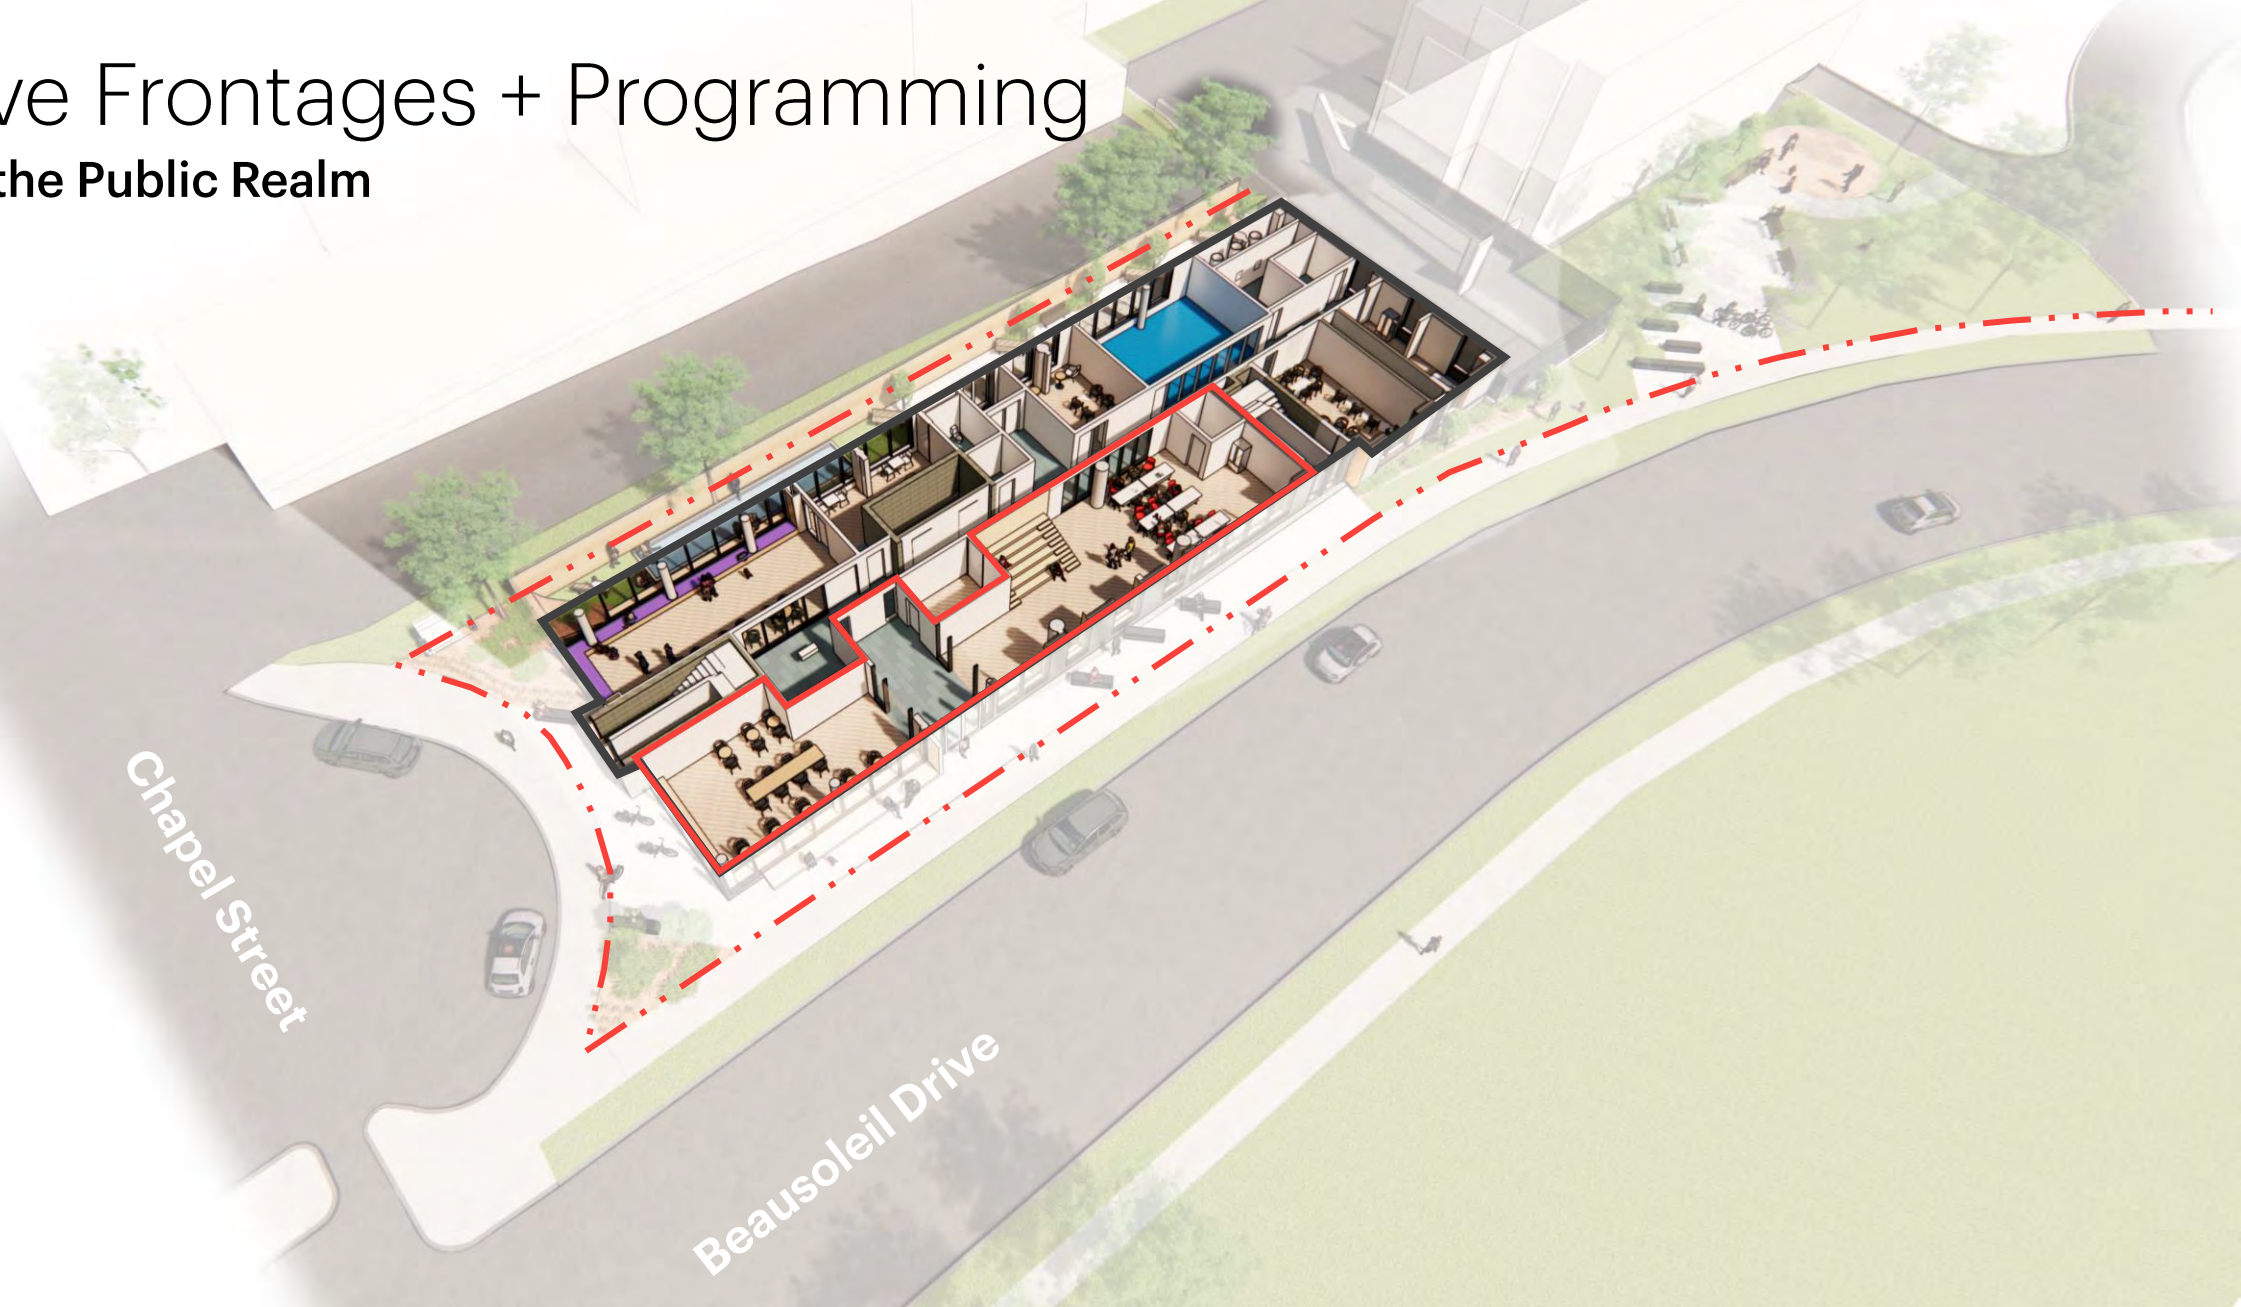 ve Frontages + Programming
the Public Realm
Chapel Street
Beausoleil Drive